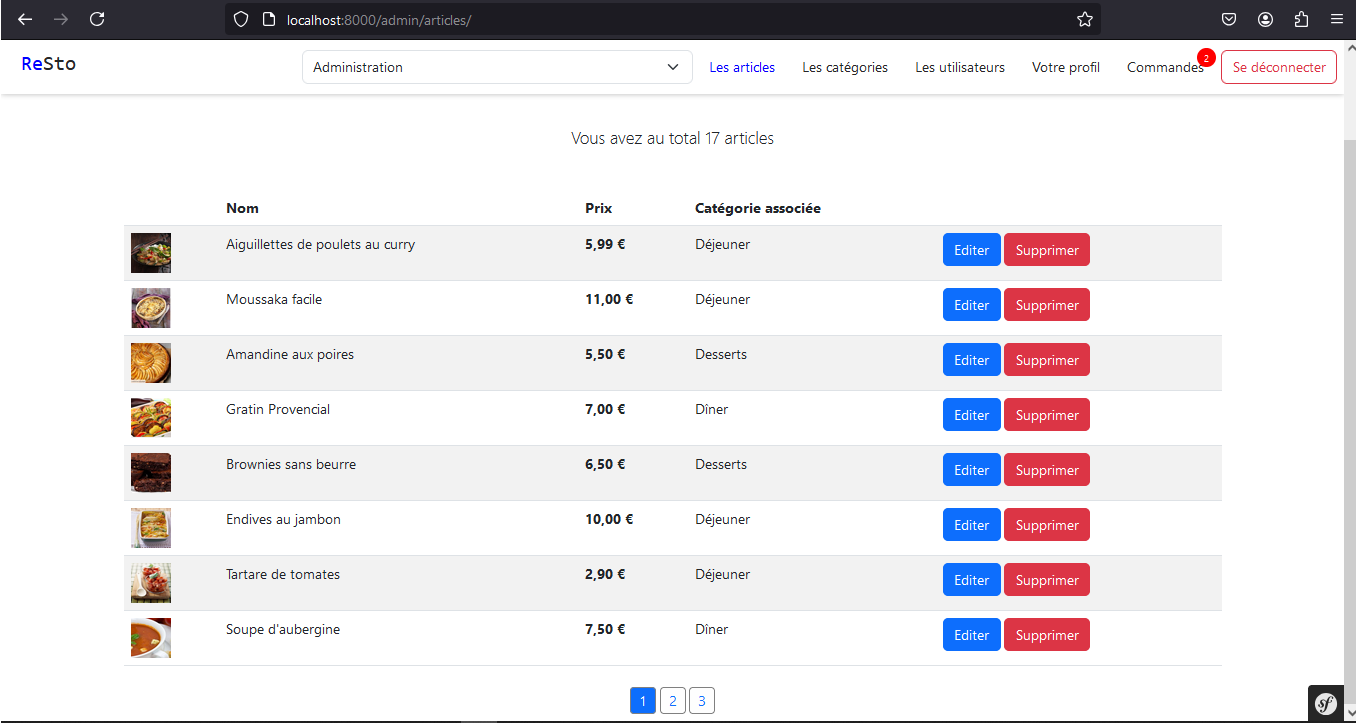 localhost:8000/admin/articles/
ReSto Administration Les articles Les catégories Les utilisateurs Votre profil Commandes 2 Se déconnecter
Vous avez au total 17 articles
Nom Prix Catégorie associée
Aiguillettes de poulets au curry 5,99 € Déjeuner Editer Supprimer
Moussaka facile 11,00 € Déjeuner Editer Supprimer
Amandine aux poires 5,50 € Desserts Editer Supprimer
Gratin Provencial 7,00 € Dîner Editer Supprimer
Brownies sans beurre 6,50 € Desserts Editer Supprimer
Endives au jambon 10,00 € Déjeuner Editer Supprimer
Tartare de tomates 2,90 € Déjeuner Editer Supprimer
Soupe d'aubergine 7,50 € Dîner Editer Supprimer
1 2 3
sf